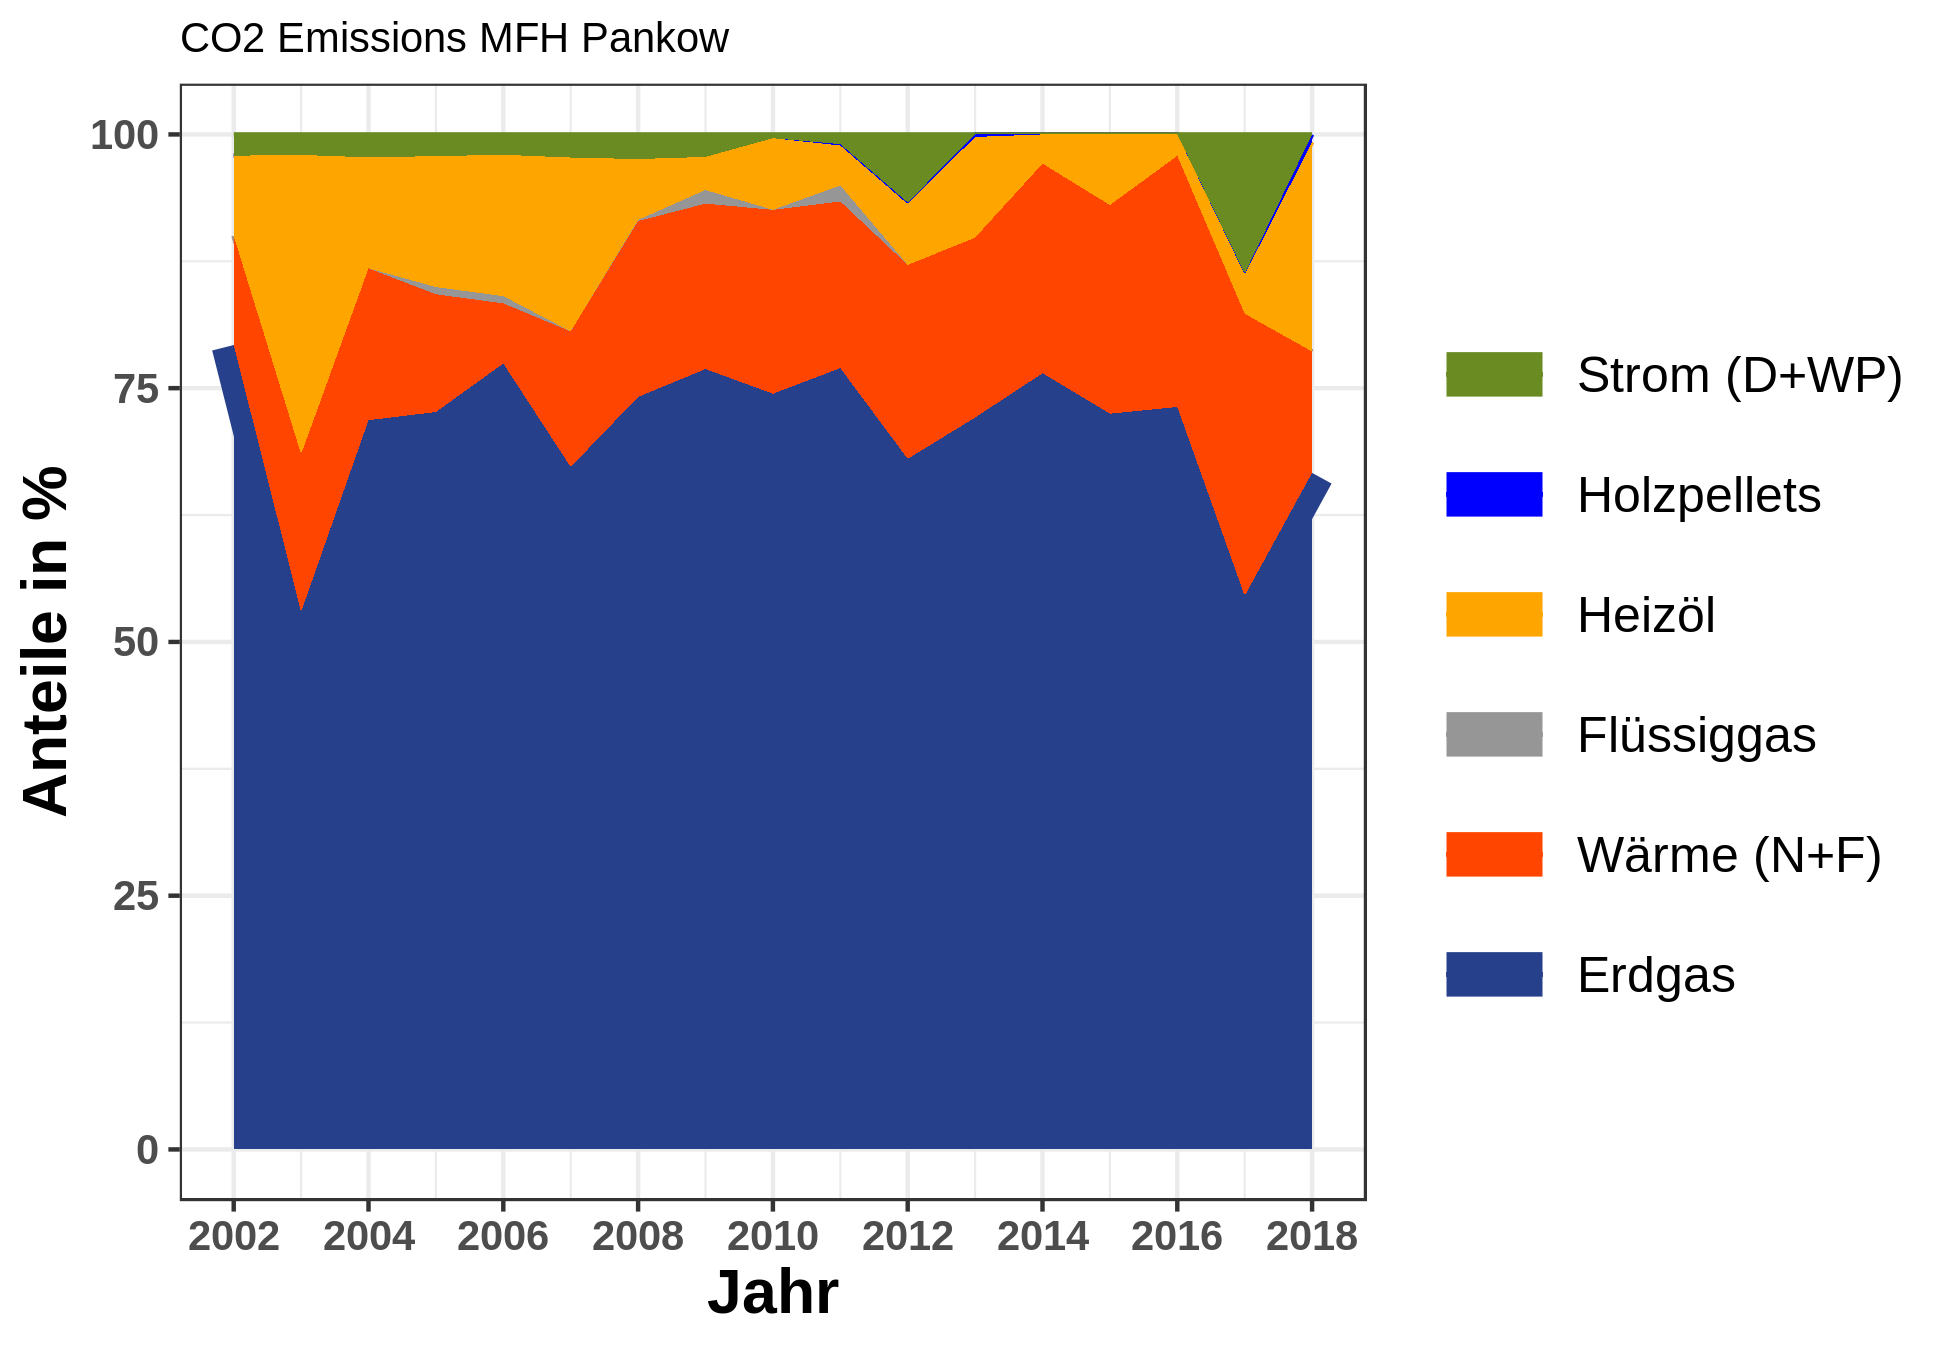 CO2 Emissions MFH Pankow
Anteile in %
100
75
50
25
0
2002 2004 2006 2008 2010 2012 2014 2016 2018
Jahr
Strom (D+WP)
Holzpellets
Heizöl
Flüssiggas
Wärme (N+F)
Erdgas